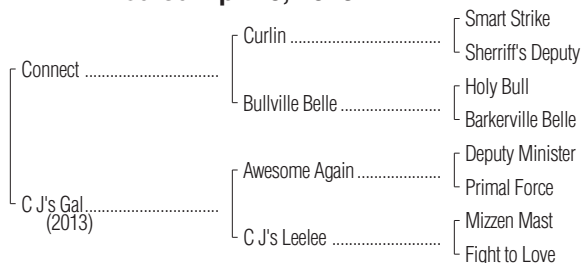 Smart Strike
Curlin
Sherriff's Deputy
Connect
Holy Bull
Bullville Belle
Barkerville Belle
Deputy Minister
Awesome Again
Primal Force
C J's Gal
(2013)
Mizzen Mast
C J's Leelee
Fight to Love